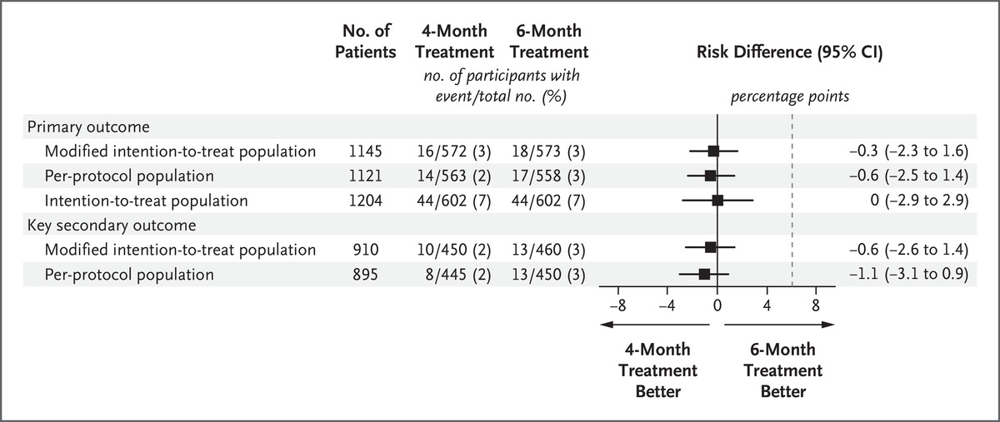 No. of Patients 4-Month Treatment 6-Month Treatment Risk Difference (95% CI)
no. of participants with
event/total no. (%)
percentage points
Primary outcome
Modified intention-to-treat population 1145 16/572 (3) 18/573 (3) –0.3 (–2.3 to 1.6)
Per-protocol population 1121 14/563 (2) 17/558 (3) –0.6 (–2.5 to 1.4)
Intention-to-treat population 1204 44/602 (7) 44/602 (7) 0 (–2.9 to 2.9)
Key secondary outcome
Modified intention-to-treat population 910 10/450 (2) 13/460 (3) –0.6 (–2.6 to 1.4)
Per-protocol population 895 8/445 (2) 13/450 (3) –1.1 (–3.1 to 0.9)
–8 –4 0 4 8
4-Month
Treatment
Better
6-Month
Treatment
Better